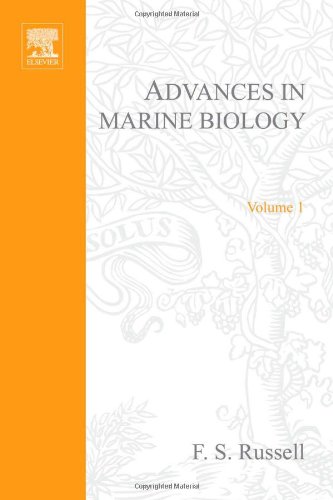 ELSEVIER
ADVANCES IN
MARINE BIOLOGY
Volume 1
SOLUS
F. S. Russell